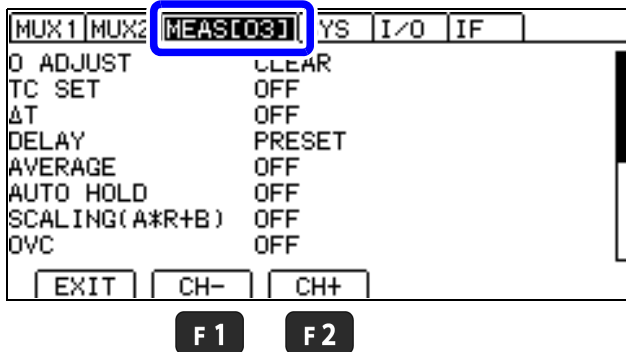 MUX1 MUX2 MEAS[03] YS I/O IF
0 ADJUST CLEAR
TC SET OFF
ΔT OFF
DELAY PRESET
AVERAGE OFF
AUTO HOLD OFF
SCALING(A*R+B) OFF
OVC OFF
EXIT CH- CH+
F1 F2